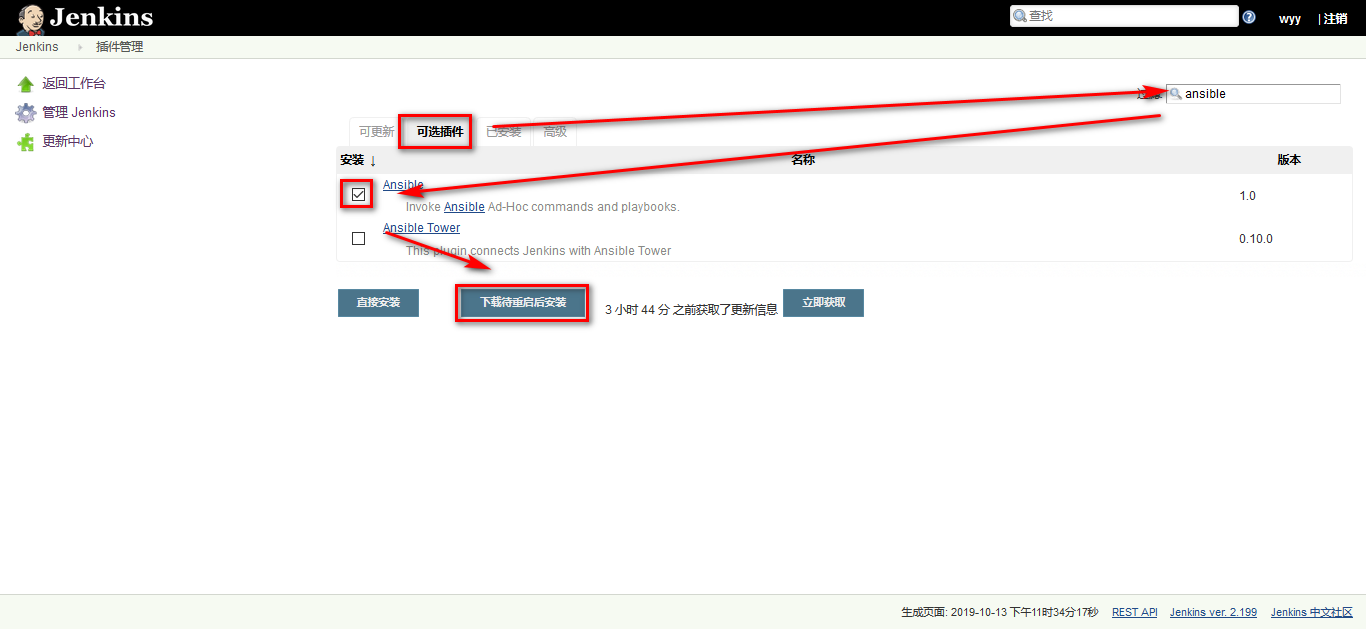 Jenkins
查找
wyy
| 注销
Jenkins
插件管理
返回工作台
管理 Jenkins
更新中心
ansible
可更新
可选插件
已安装
高级
安装 ↓
名称
版本
Ansible
Invoke Ansible Ad-Hoc commands and playbooks.
1.0
Ansible Tower
This plugin connects Jenkins with Ansible Tower
0.10.0
直接安装
下载待重启后安装
3 小时 44 分 之前获取了更新信息
立即获取
生成页面: 2019-10-13 下午11时34分17秒
REST API
Jenkins ver. 2.199
Jenkins 中文社区